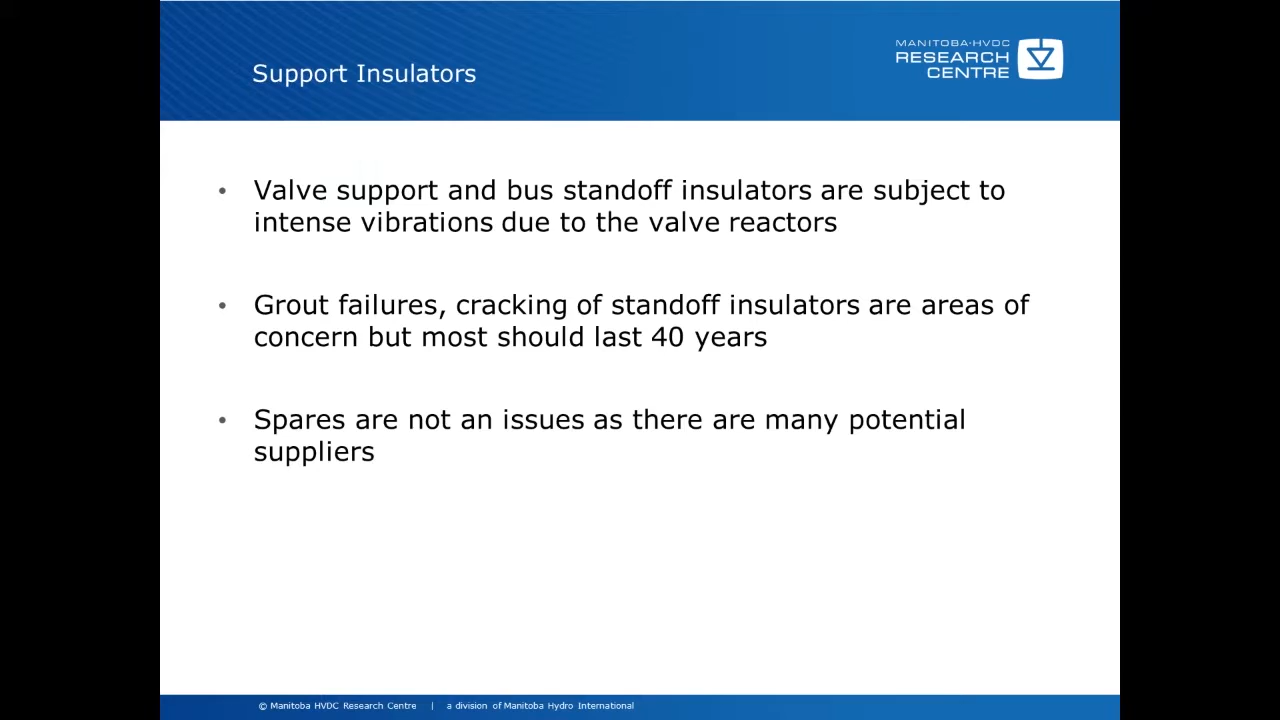 Support Insulators
MANITOBA·HVDC
RESEARCH
CENTRE
• Valve support and bus standoff insulators are subject to
intense vibrations due to the valve reactors
• Grout failures, cracking of standoff insulators are areas of
concern but most should last 40 years
• Spares are not an issues as there are many potential
suppliers
© Manitoba HVDC Research Centre | a division of Manitoba Hydro International